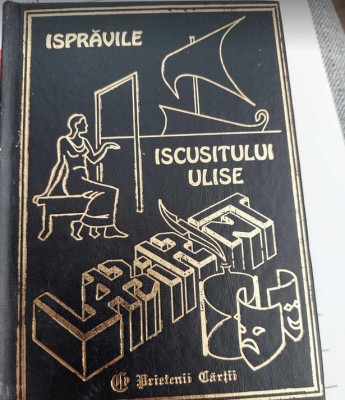 ISPRĂVILE
ISCUSITULUI
ULISE
Prietenii Cărții